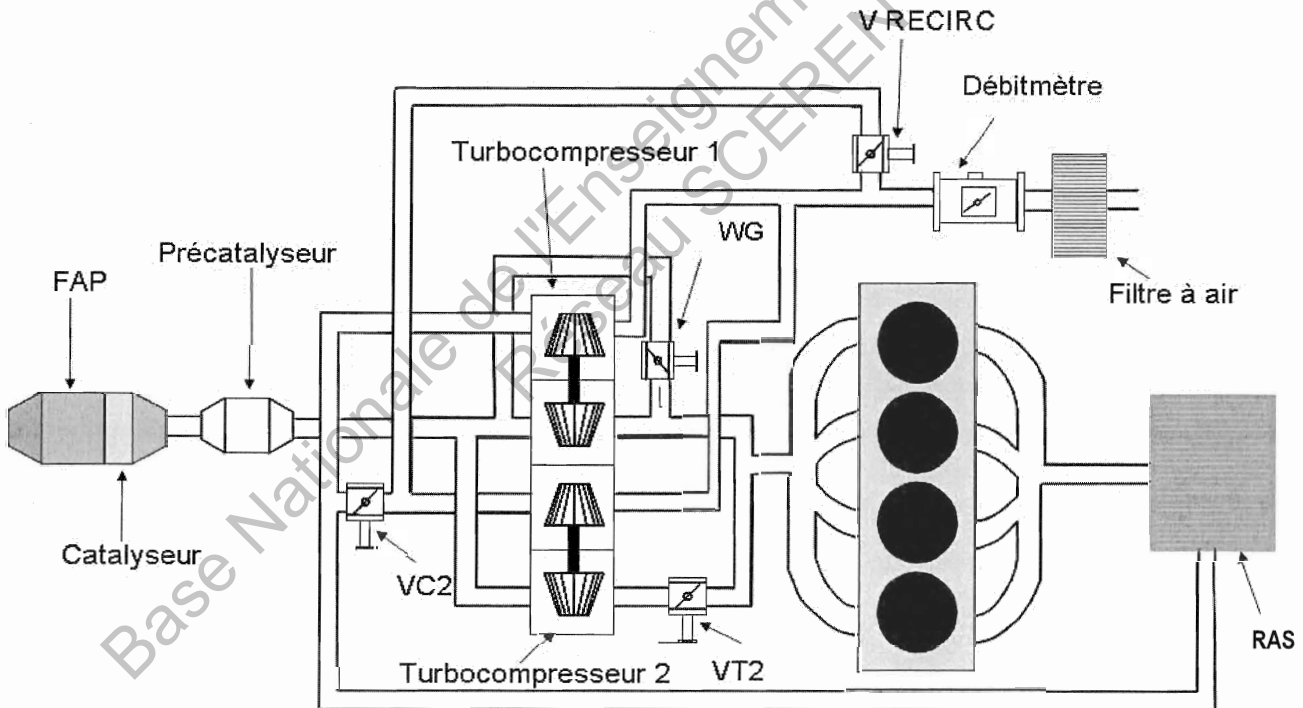 V RECIRC
Débitmètre
Turbocompresseur 1
WG
Précatalyseur
FAP
Filtre à air
Catalyseur
VC2
VT2
RAS
Turbocompresseur 2
Base Nationale de l'Enseignem
Réseau SCEREN